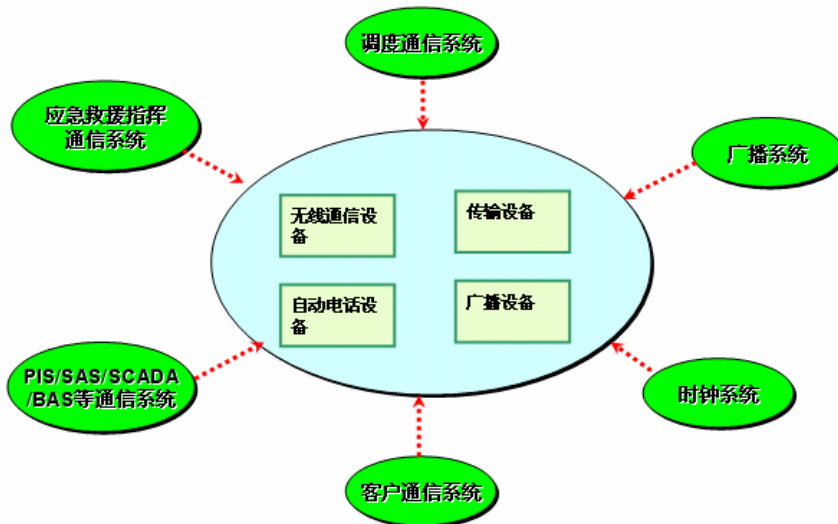 调度通信系统
应急救援指挥
通信系统
广播系统
无线通信设
备
传输设备
自动电话设
备
广播设备
PIS/SAS/SCADA
/BAS等通信系统
时钟系统
客户通信系统